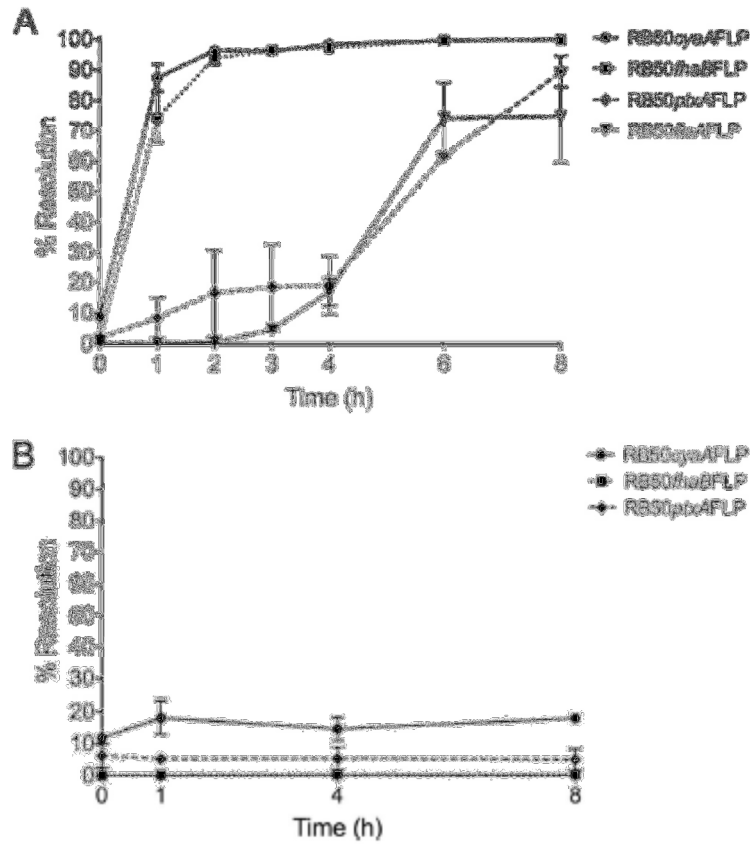 A
100
90
80
70
60
50
40
30
20
10
0
% Resolution
0 1 2 3 4 6 8
Time (h)
RB50cyaAFLP
RB50fhaBFLP
RB50ptxAFLP
RB50flaAFLP
B
100
90
80
70
60
50
40
30
20
10
0
% Resolution
0 1 4 8
Time (h)
RB50cyaAFLP
RB50fhaBFLP
RB50ptxAFLP